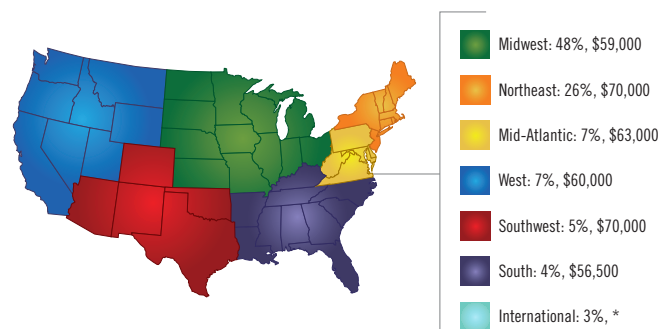 Midwest: 48%, $59,000
Northeast: 26%, $70,000
Mid-Atlantic: 7%, $63,000
West: 7%, $60,000
Southwest: 5%, $70,000
South: 4%, $56,500
International: 3%, *